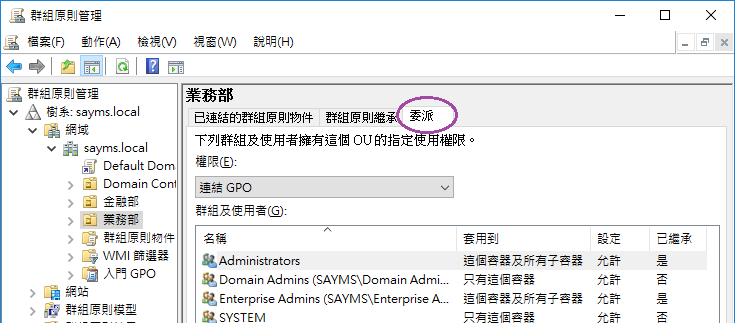 群組原則管理
檔案(F) 動作(A) 檢視(V) 視窗(W) 說明(H)
群組原則管理
樹系: sayms.local
網域
sayms.local
Default Doma
Domain Cont
金融部
業務部
群組原則物件
WMI 篩選器
入門 GPO
網站
群組原則模型
業務部
已連結的群組原則物件 群組原則繼承 委派
下列群組及使用者擁有這個 OU 的指定使用權限。
權限(E):
連結 GPO
群組及使用者(G):
名稱 套用到 設定 已繼承
Administrators 這個容器及所有子容器 允許 是
Domain Admins (SAYMS\Domain Admi... 只有這個容器 允許 否
Enterprise Admins (SAYMS\Enterprise A... 這個容器及所有子容器 允許 是
SYSTEM 只有這個容器 允許 否